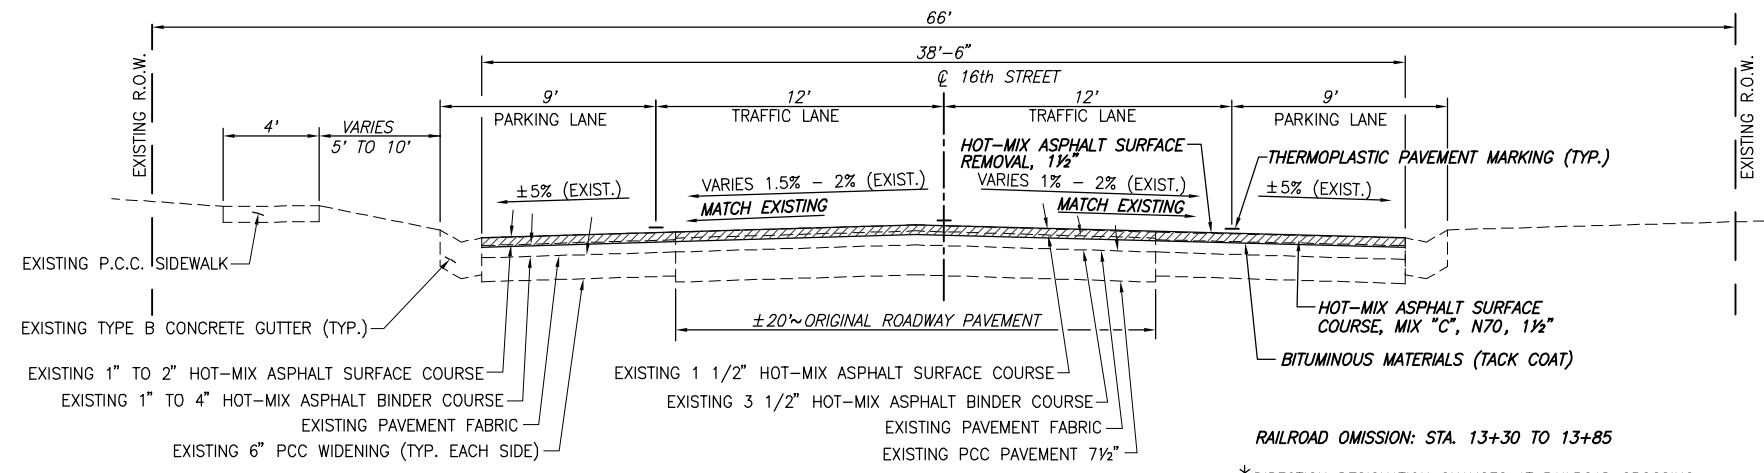 66'
38'-6"
℄ 16th STREET
EXISTING R.O.W.
EXISTING R.O.W.
9'
PARKING LANE
12'
TRAFFIC LANE
12'
TRAFFIC LANE
9'
PARKING LANE
4'
VARIES
5' TO 10'
HOT-MIX ASPHALT SURFACE
REMOVAL, 1½"
THERMOPLASTIC PAVEMENT MARKING (TYP.)
±5% (EXIST.)
VARIES 1.5% - 2% (EXIST.)
MATCH EXISTING
VARIES 1% - 2% (EXIST.)
MATCH EXISTING
±5% (EXIST.)
EXISTING P.C.C. SIDEWALK
EXISTING TYPE B CONCRETE GUTTER (TYP.)
±20'~ORIGINAL ROADWAY PAVEMENT
HOT-MIX ASPHALT SURFACE
COURSE, MIX "C", N70, 1½"
BITUMINOUS MATERIALS (TACK COAT)
EXISTING 1" TO 2" HOT-MIX ASPHALT SURFACE COURSE
EXISTING 1" TO 4" HOT-MIX ASPHALT BINDER COURSE
EXISTING PAVEMENT FABRIC
EXISTING 6" PCC WIDENING (TYP. EACH SIDE)
EXISTING 1 1/2" HOT-MIX ASPHALT SURFACE COURSE
EXISTING 3 1/2" HOT-MIX ASPHALT BINDER COURSE
EXISTING PAVEMENT FABRIC
EXISTING PCC PAVEMENT 7½"
RAILROAD OMISSION: STA. 13+30 TO 13+85